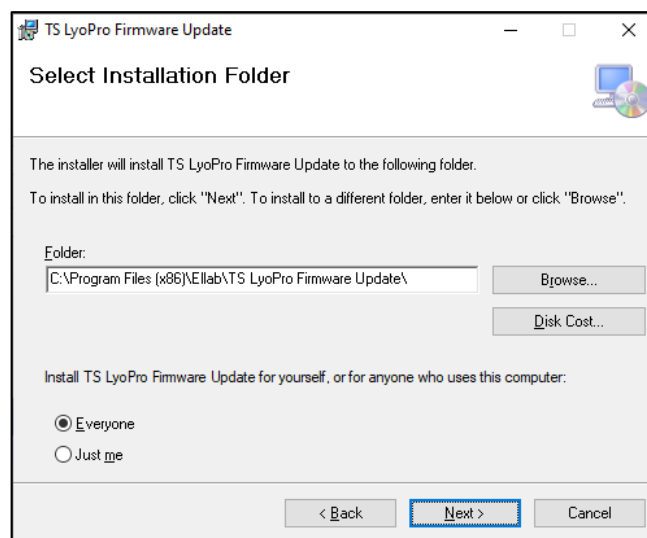 TS LyoPro Firmware Update
Select Installation Folder
The installer will install TS LyoPro Firmware Update to the following folder.
To install in this folder, click "Next". To install to a different folder, enter it below or click "Browse".
Folder:
C:\Program Files (x86)\Ellab\TS LyoPro Firmware Update\
Browse...
Disk Cost...
Install TS LyoPro Firmware Update for yourself, or for anyone who uses this computer:
Everyone
Just me
< Back Next > Cancel